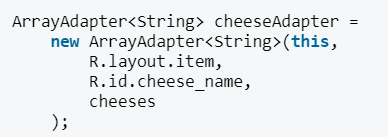 ArrayAdapter<String> cheeseAdapter =
    new ArrayAdapter<String>(this,
        R.layout.item,
        R.id.cheese_name,
        cheeses
    );